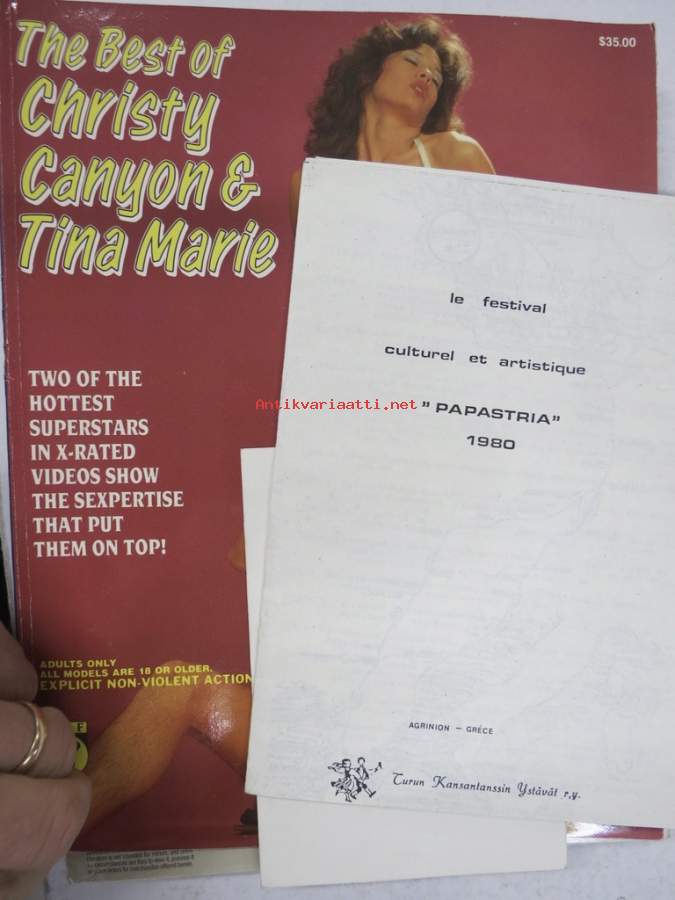 The Best of
Christy
Canyon &
Tina Marie
$35.00
TWO OF THE
HOTTEST
SUPERSTARS
IN X-RATED
VIDEOS SHOW
THE SEXPERTISE
THAT PUT
THEM ON TOP!
ADULTS ONLY
ALL MODELS ARE 18 OR OLDER.
EXPLICIT NON-VIOLENT ACTION
F
le festival
culturel et artistique
Antikvariaatti.net
"PAPASTRIA"
1980
AGRINION – GRÉCE
Turun Kansantanssin Ystävät r.y.